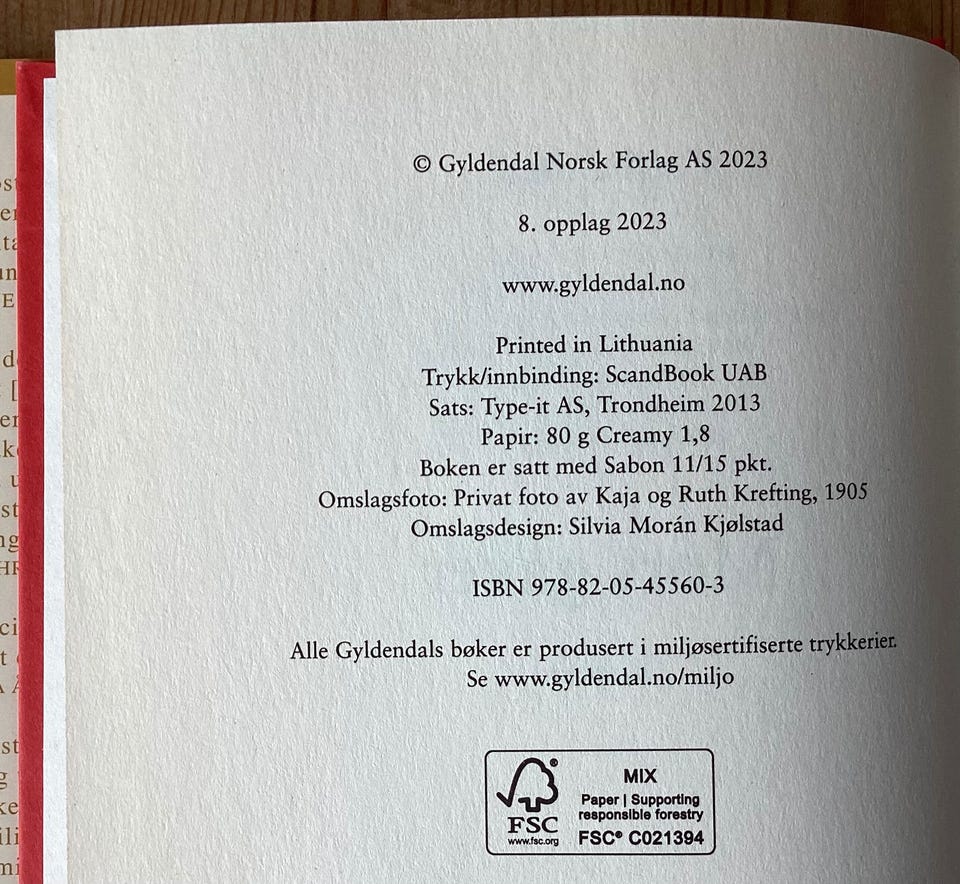 © Gyldendal Norsk Forlag AS 2023
8. opplag 2023
www.gyldendal.no
Printed in Lithuania
Trykk/innbinding: ScandBook UAB
Sats: Type-it AS, Trondheim 2013
Papir: 80 g Creamy 1,8
Boken er satt med Sabon 11/15 pkt.
Omslagsfoto: Privat foto av Kaja og Ruth Krefting, 1905
Omslagsdesign: Silvia Morán Kjølstad
ISBN 978-82-05-45560-3
Alle Gyldendals bøker er produsert i miljøsertifiserte trykkerier.
Se www.gyldendal.no/miljo
FSC®
www.fsc.org
MIX
Paper | Supporting
responsible forestry
FSC® C021394